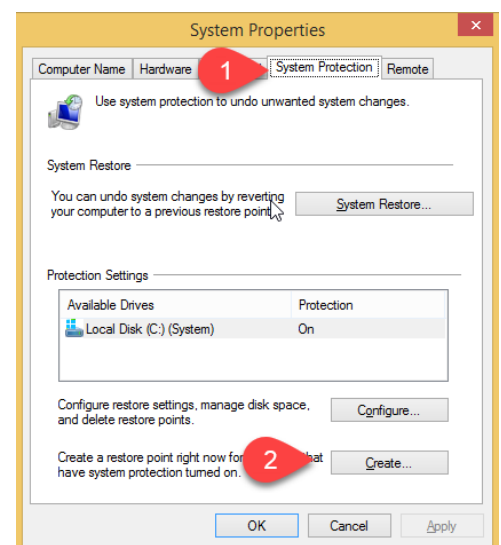 System Properties
×
Computer Name Hardware 1 System Protection Remote
Use system protection to undo unwanted system changes.
System Restore
You can undo system changes by reverting
your computer to a previous restore point.
System Restore...
Protection Settings
Available Drives Protection
Local Disk (C:) (System) On
Configure restore settings, manage disk space,
and delete restore points.
Configure...
Create a restore point right now for 2 hat
have system protection turned on.
Create...
OK Cancel Apply